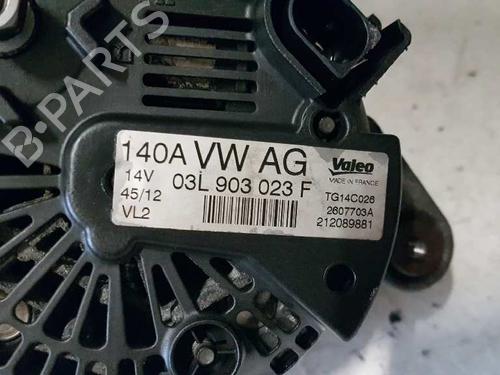 B-PARTS
140A VW AG
14V 03L 903 023 F
45/12
VL2
Valeo
MADE IN FRANCE
TG14C026
2607703A
212089881